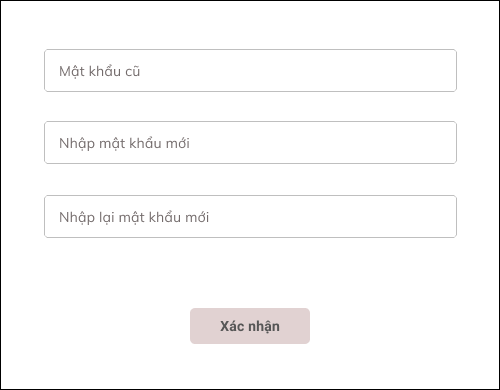 Mật khẩu cũ
Nhập mật khẩu mới
Nhập lại mật khẩu mới
Xác nhận